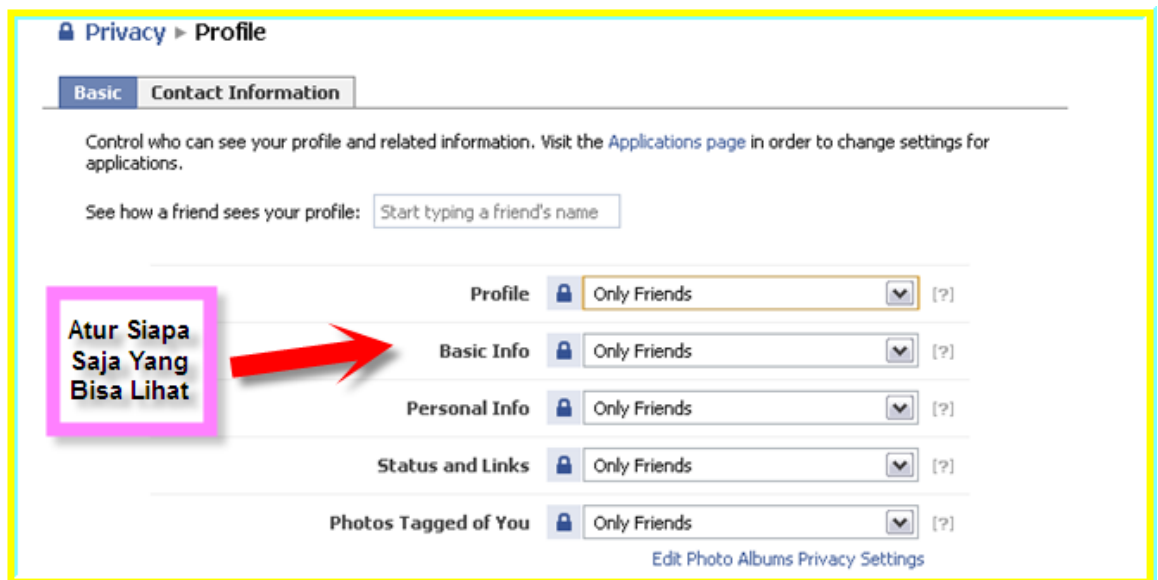 Privacy ▸ Profile
Basic Contact Information
Control who can see your profile and related information. Visit the Applications page in order to change settings for
applications.
See how a friend sees your profile: Start typing a friend's name
Profile Only Friends [?]
Atur Siapa
Saja Yang
Bisa Lihat
Basic Info Only Friends [?]
Personal Info Only Friends [?]
Status and Links Only Friends [?]
Photos Tagged of You Only Friends [?]
Edit Photo Albums Privacy Settings